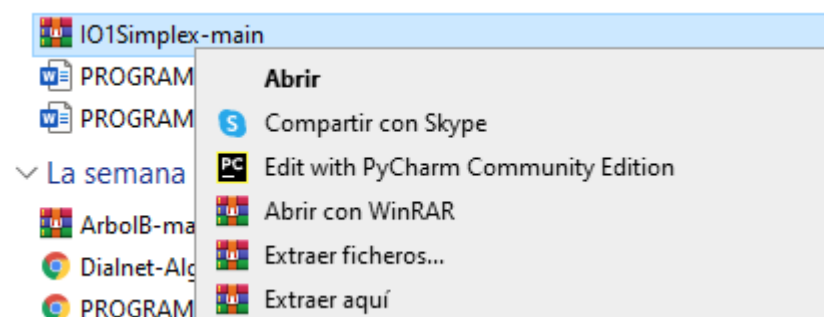 IO1Simplex-main
Abrir
PROGRAM
Compartir con Skype
PROGRAM
Edit with PyCharm Community Edition
La semana
Abrir con WinRAR
ArbolB-ma
Extraer ficheros...
Dialnet-Alg
Extraer aquí
PROGRAM